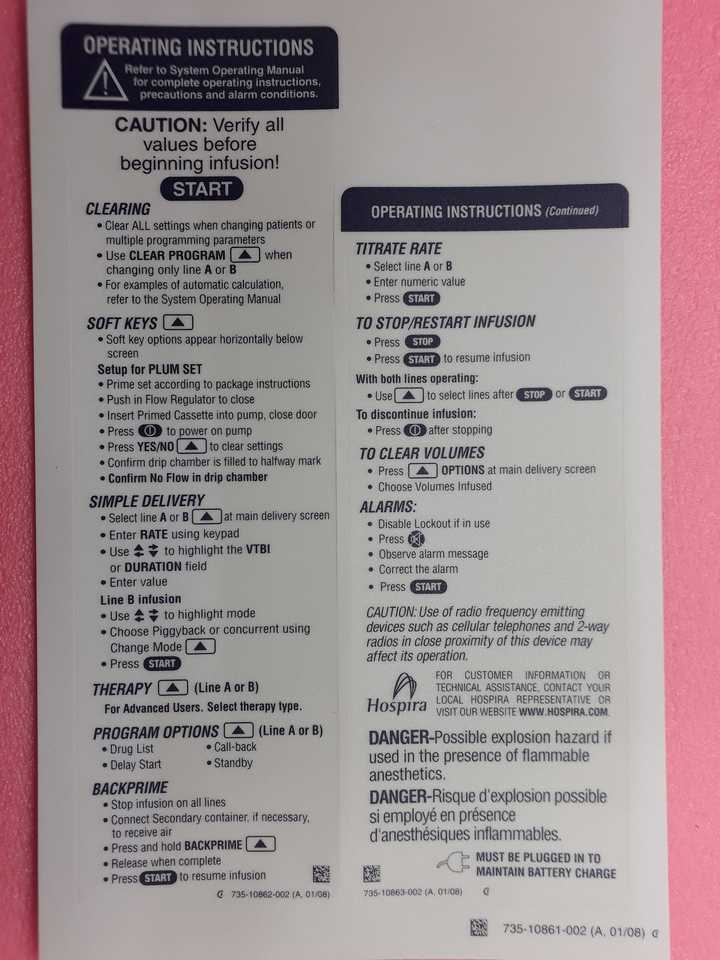 OPERATING INSTRUCTIONS
Refer to System Operating Manual
for complete operating instructions,
precautions and alarm conditions.
CAUTION: Verify all
values before
beginning infusion!
START
CLEARING
• Clear ALL settings when changing patients or
multiple programming parameters
• Use CLEAR PROGRAM when
changing only line A or B
• For examples of automatic calculation,
refer to the System Operating Manual
SOFT KEYS
• Soft key options appear horizontally below
screen
Setup for PLUM SET
• Prime set according to package instructions
• Push in Flow Regulator to close
• Insert Primed Cassette into pump, close door
• Press to power on pump
• Press YES/NO to clear settings
• Confirm drip chamber is filled to halfway mark
• Confirm No Flow in drip chamber
SIMPLE DELIVERY
• Select line A or B at main delivery screen
• Enter RATE using keypad
• Use to highlight the VTBI
or DURATION field
• Enter value
Line B infusion
• Use to highlight mode
• Choose Piggyback or concurrent using
Change Mode
• Press START
THERAPY (Line A or B)
For Advanced Users. Select therapy type.
PROGRAM OPTIONS (Line A or B)
• Drug List • Call-back
• Delay Start • Standby
BACKPRIME
• Stop infusion on all lines
• Connect Secondary container, if necessary,
to receive air
• Press and hold BACKPRIME
• Release when complete
• Press START to resume infusion
735-10862-002 (A, 01/08)
OPERATING INSTRUCTIONS (Continued)
TITRATE RATE
• Select line A or B
• Enter numeric value
• Press START
TO STOP/RESTART INFUSION
• Press STOP
• Press START to resume infusion
With both lines operating:
• Use to select lines after STOP or START
To discontinue infusion:
• Press after stopping
TO CLEAR VOLUMES
• Press OPTIONS at main delivery screen
• Choose Volumes Infused
ALARMS:
• Disable Lockout if in use
• Press
• Observe alarm message
• Correct the alarm
• Press START
CAUTION: Use of radio frequency emitting
devices such as cellular telephones and 2-way
radios in close proximity of this device may
affect its operation.
Hospira
FOR CUSTOMER INFORMATION OR
TECHNICAL ASSISTANCE, CONTACT YOUR
LOCAL HOSPIRA REPRESENTATIVE OR
VISIT OUR WEBSITE WWW.HOSPIRA.COM.
DANGER-Possible explosion hazard if
used in the presence of flammable
anesthetics.
DANGER-Risque d'explosion possible
si employé en présence
d'anesthésiques inflammables.
MUST BE PLUGGED IN TO
MAINTAIN BATTERY CHARGE
735-10863-002 (A, 01/08)
735-10861-002 (A, 01/08)